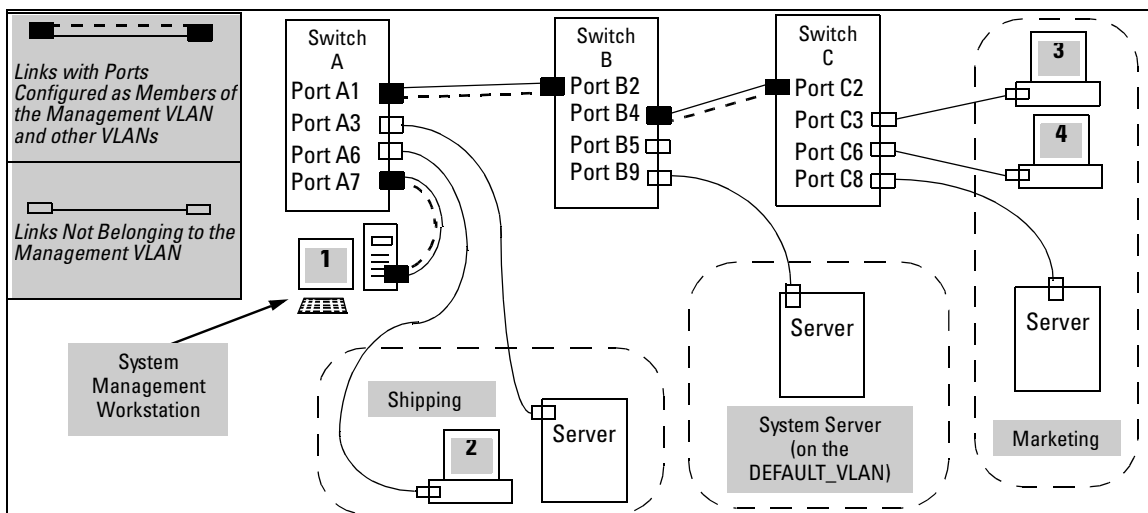 Links with Ports
Configured as Members of
the Management VLAN
and other VLANs
Links Not Belonging to the
Management VLAN
Switch
A
Port A1
Port A3
Port A6
Port A7
Switch
B
Port B2
Port B4
Port B5
Port B9
Switch
C
Port C2
Port C3
Port C6
Port C8
3
4
1
System
Management
Workstation
Shipping
2
Server
Server
System Server
(on the
DEFAULT_VLAN)
Server
Marketing